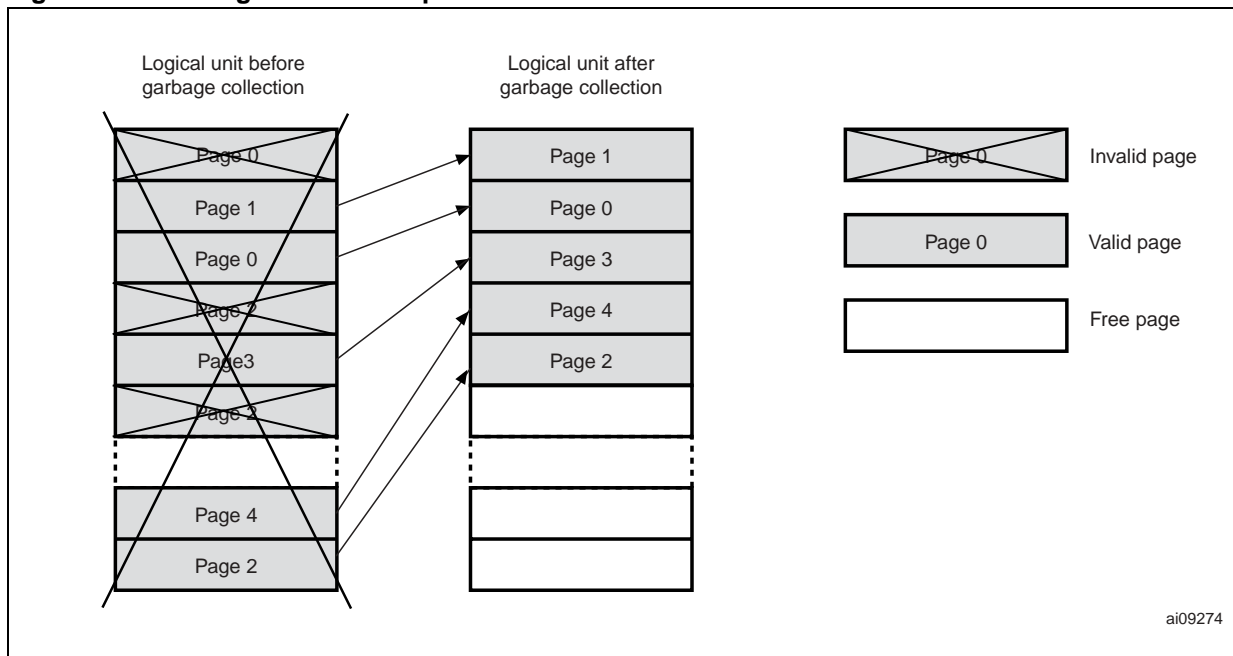 Logical unit before
garbage collection
Logical unit after
garbage collection
Page 0
Page 1
Page 0
Page 2
Page3
Page 2
Page 4
Page 2
Page 1
Page 0
Page 3
Page 4
Page 2
Page 0
Invalid page
Page 0
Valid page
Free page
ai09274